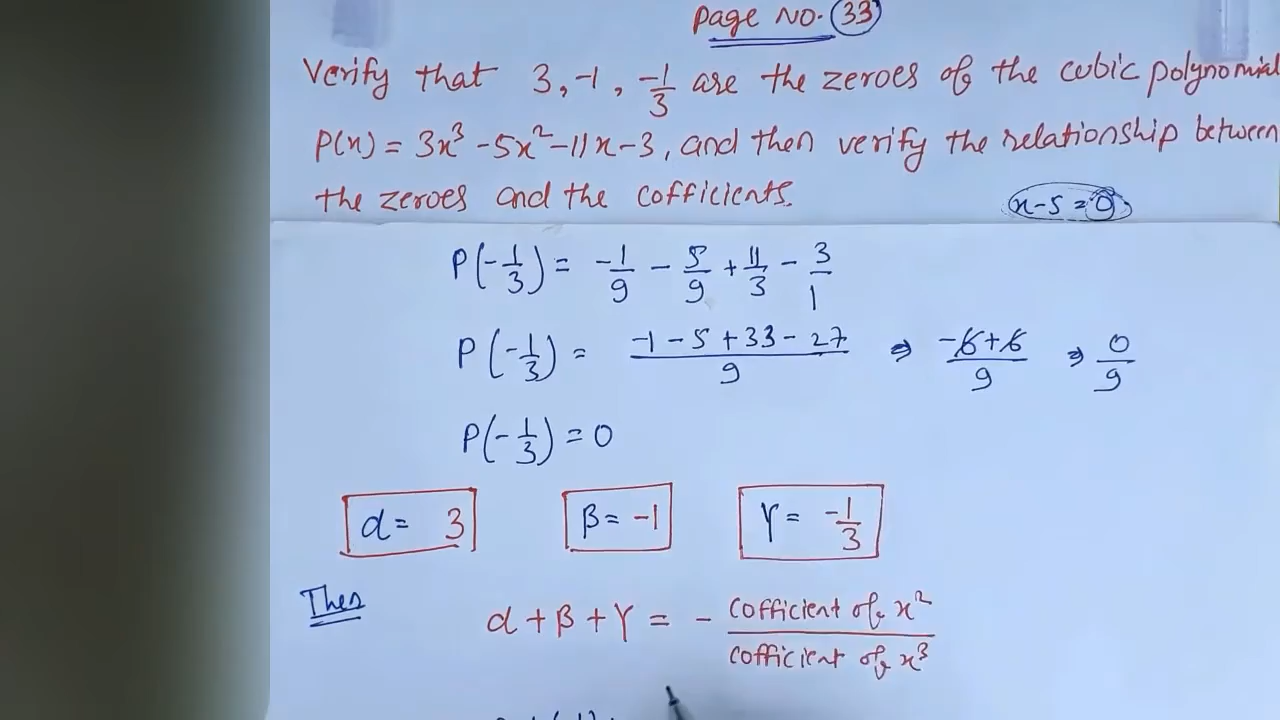 Page No. 33
Verify that 3, -1, -1/3 are the zeroes of the cubic polynomial
P(x) = 3x³ -5x² -11x -3, and then verify the relationship between
the zeroes and the cofficients.
x-5 = 0
P(-1/3) = -1/9 - 5/9 + 11/3 - 3/1
P(-1/3) = (-1 - 5 + 33 - 27)/9 ⇒ (-6+6)/9 ⇒ 0/9
P(-1/3) = 0
α = 3 β = -1 γ = -1/3
Then α + β + γ = - cofficient of x² / cofficient of x³